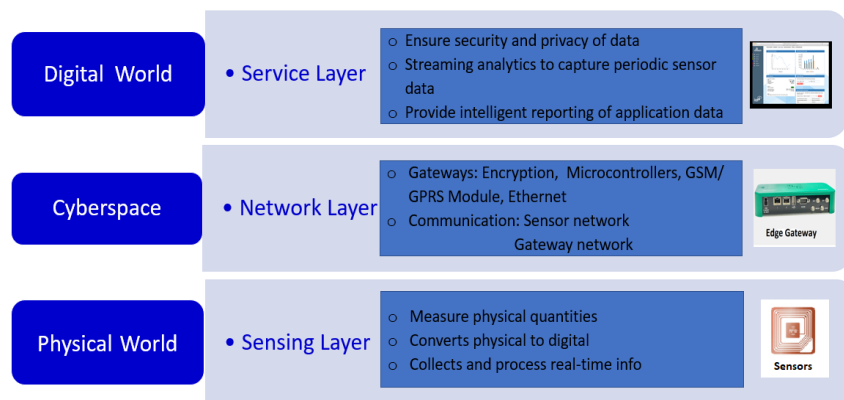 Digital World
• Service Layer
o Ensure security and privacy of data
o Streaming analytics to capture periodic sensor
data
o Provide intelligent reporting of application data
Cyberspace
• Network Layer
o Gateways: Encryption, Microcontrollers, GSM/
GPRS Module, Ethernet
o Communication: Sensor network
Gateway network
Edge Gateway
Physical World
• Sensing Layer
o Measure physical quantities
o Converts physical to digital
o Collects and process real-time info
Sensors